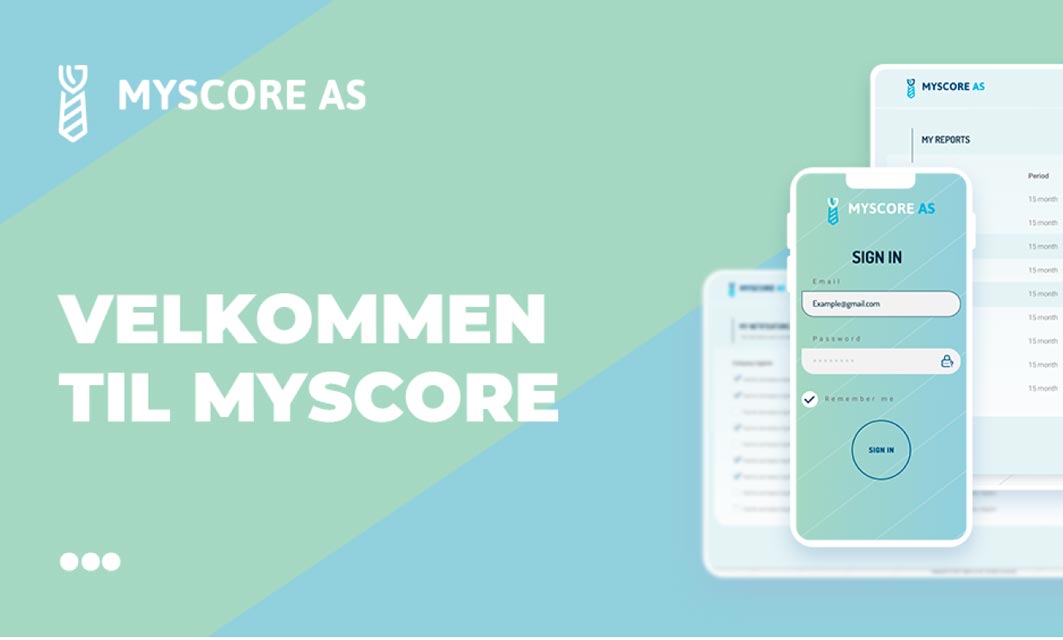 MYSCORE AS
VELKOMMEN
TIL MYSCORE
MYSCORE AS
MY REPORTS
Period
15 month
15 month
15 month
15 month
15 month
15 month
15 month
15 month
15 month
MYSCORE AS
SIGN IN
Email
Example@gmail.com
Password
Remember me
SIGN IN
MYSCORE AS